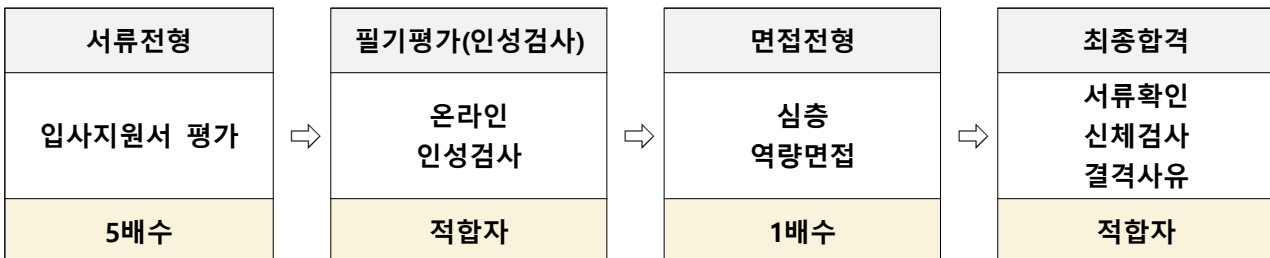 서류전형
입사지원서 평가
5배수
⇨
필기평가(인성검사)
온라인
인성검사
적합자
⇨
면접전형
심층
역량면접
1배수
⇨
최종합격
서류확인
신체검사
결격사유
적합자